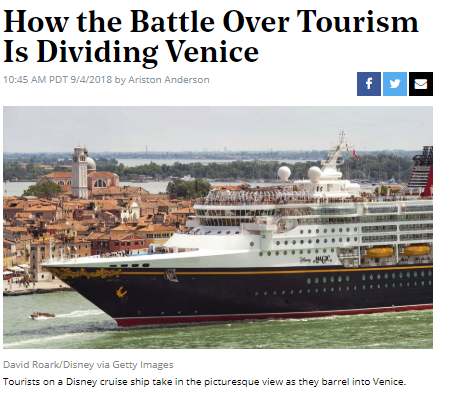 How the Battle Over Tourism
Is Dividing Venice
10:45 AM PDT 9/4/2018 by Ariston Anderson
f
Disney MAGIC
David Roark/Disney via Getty Images
Tourists on a Disney cruise ship take in the picturesque view as they barrel into Venice.